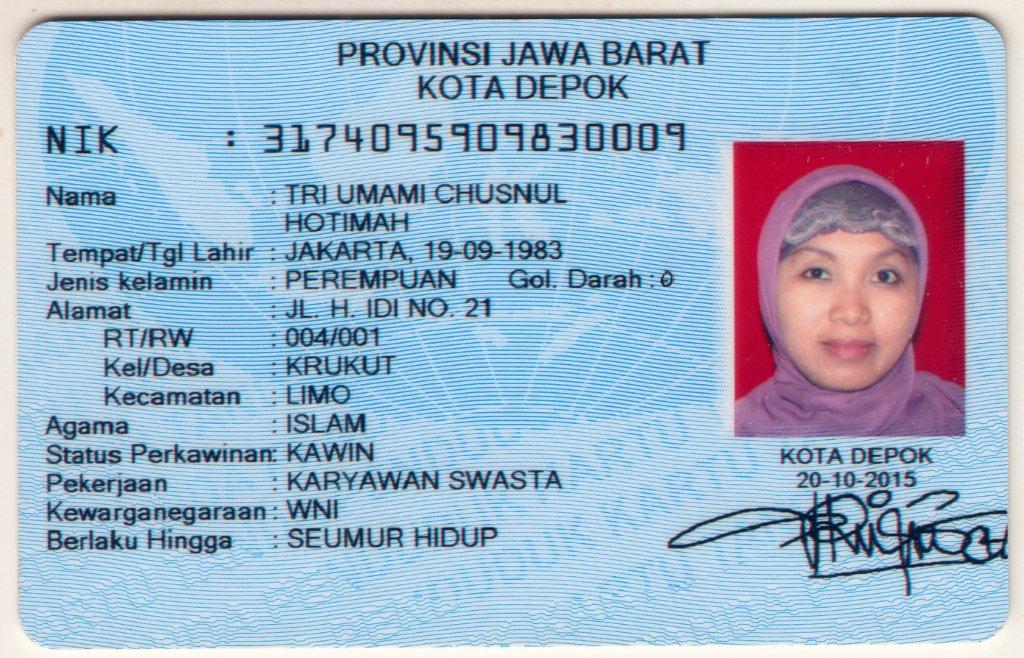 PROVINSI JAWA BARAT
KOTA DEPOK
NIK : 3174095909830009
Nama : TRI UMAMI CHUSNUL
HOTIMAH
Tempat/Tgl Lahir : JAKARTA, 19-09-1983
Jenis kelamin : PEREMPUAN Gol. Darah : O
Alamat : JL. H. IDI NO. 21
RT/RW : 004/001
Kel/Desa : KRUKUT
Kecamatan : LIMO
Agama : ISLAM
Status Perkawinan: KAWIN
Pekerjaan : KARYAWAN SWASTA
Kewarganegaraan : WNI
Berlaku Hingga : SEUMUR HIDUP
KOTA DEPOK
20-10-2015